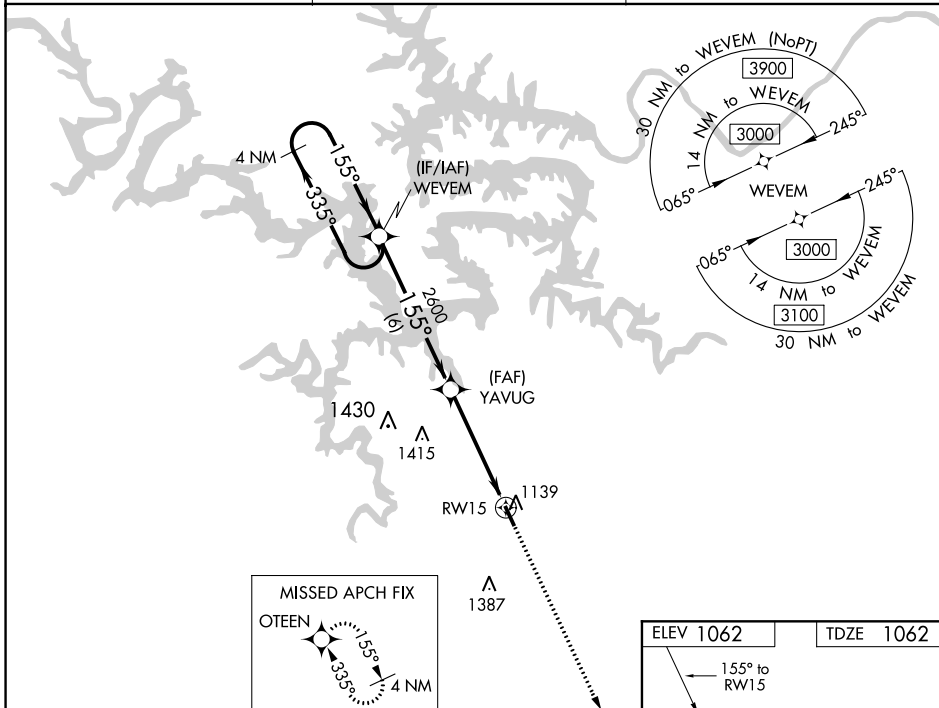 30 NM to WEVEM (NoPT)
3900
14 NM to WEVEM
3000
245°
065°
WEVEM
245°
065°
3000
14 NM to WEVEM
3100
30 NM to WEVEM
4 NM
155°
335°
(IF/IAF)
WEVEM
2600
155°
(6)
(FAF)
YAVUG
1430
1415
RW15
1139
1387
MISSED APCH FIX
OTEEN
155°
335°
4 NM
ELEV 1062
TDZE 1062
155° to
RW15